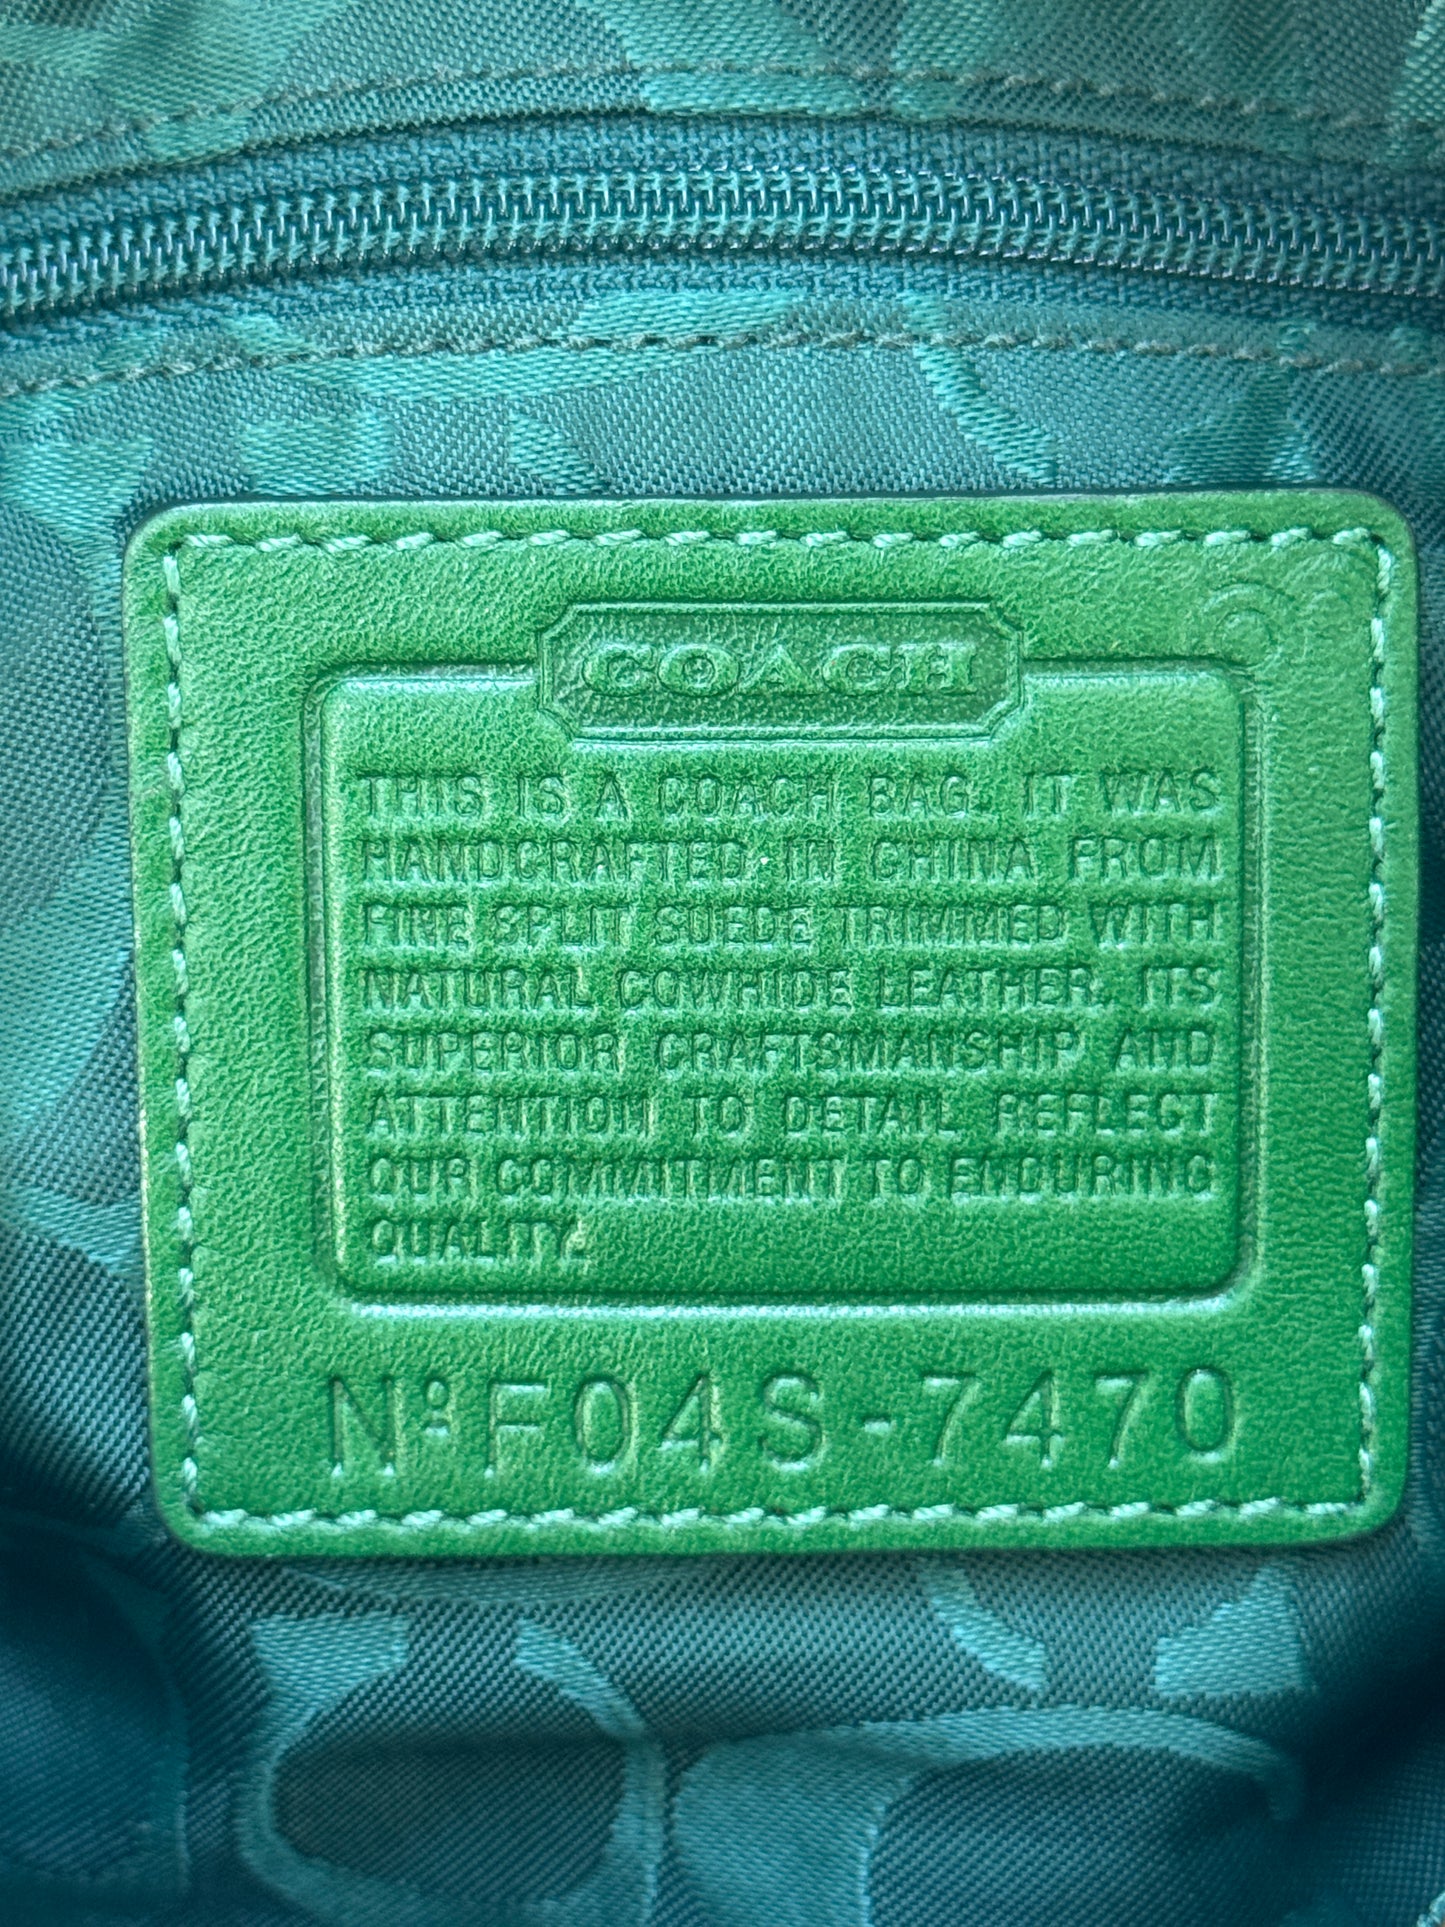 COACH
THIS IS A COACH BAG. IT WAS
HANDCRAFTED IN CHINA FROM
FINE SPLIT SUEDE TRIMMED WITH
NATURAL COWHIDE LEATHER. ITS
SUPERIOR CRAFTSMANSHIP AND
ATTENTION TO DETAIL REFLECT
OUR COMMITMENT TO ENDURING
QUALITY.
Nº F04S-7470